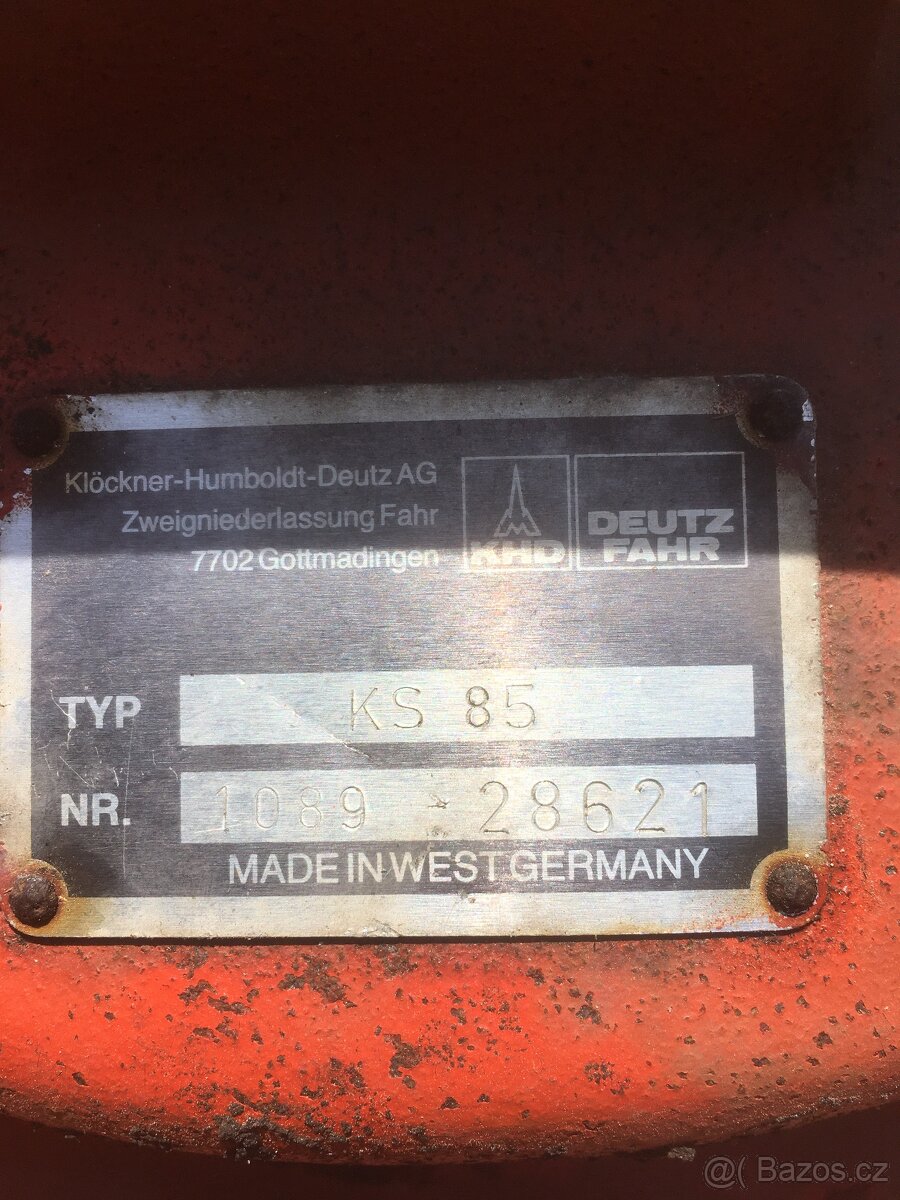 Klöckner-Humboldt-Deutz AG
Zweigniederlassung Fahr
7702 Gottmadingen
KHD
DEUTZ
FAHR
TYP KS 85
NR. 1089 - 28621
MADE IN WEST GERMANY
@( Bazos.cz